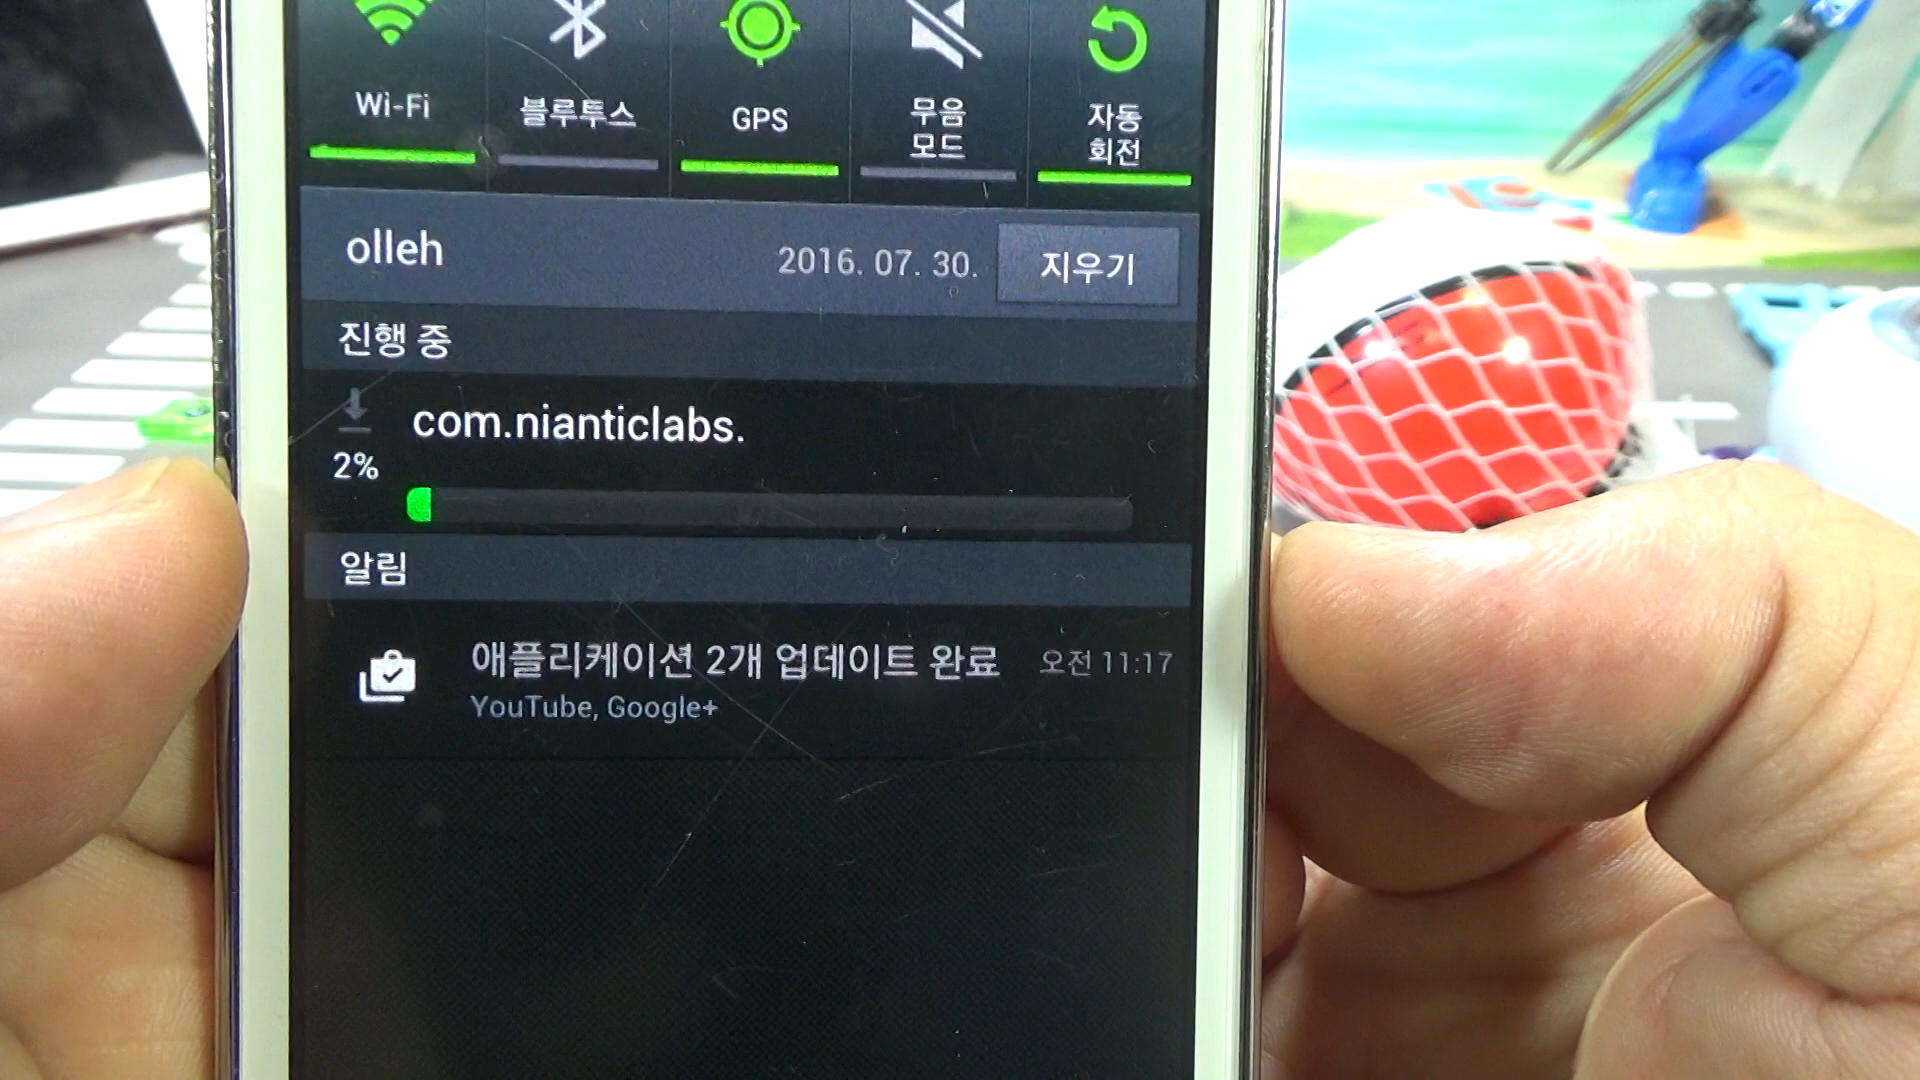 Wi-Fi
블루투스
GPS
무음
모드
자동
회전
olleh
2016. 07. 30.
지우기
진행 중
com.nianticlabs.
2%
알림
애플리케이션 2개 업데이트 완료
오전 11:17
YouTube, Google+